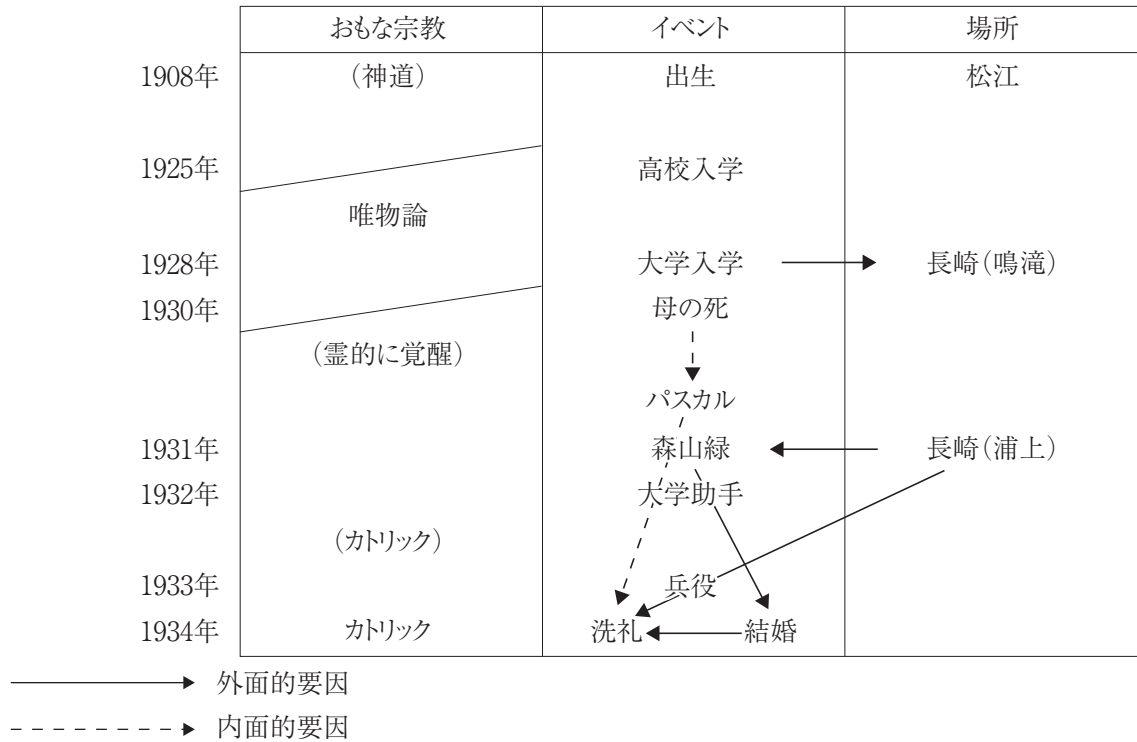 おもな宗教 イベント 場所
1908年 (神道) 出生 松江
1925年 高校入学
唯物論
1928年 大学入学 長崎(鳴滝)
1930年 母の死
(霊的に覚醒)
パスカル
1931年 森山緑 長崎(浦上)
1932年 大学助手
(カトリック)
1933年 兵役
1934年 カトリック 洗礼 結婚
外面的要因
内面的要因